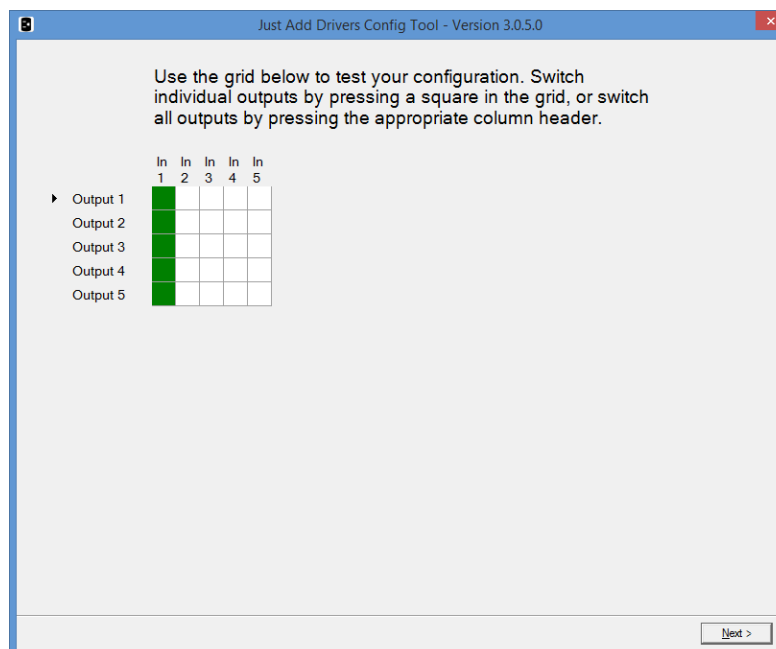 Just Add Drivers Config Tool - Version 3.0.5.0
Use the grid below to test your configuration. Switch
individual outputs by pressing a square in the grid, or switch
all outputs by pressing the appropriate column header.
In In In In In
1 2 3 4 5
Output 1
Output 2
Output 3
Output 4
Output 5
Next >